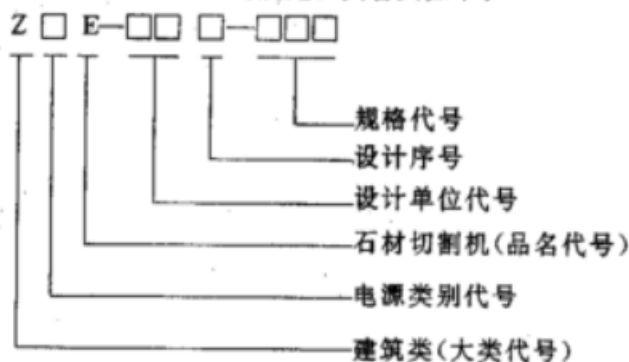 Z □ E—□□ □—□□□
规格代号
设计序号
设计单位代号
石材切割机(品名代号)
电源类别代号
建筑类(大类代号)